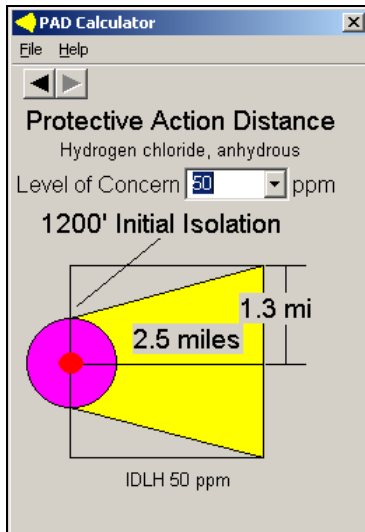 PAD Calculator
File Help
Protective Action Distance
Hydrogen chloride, anhydrous
Level of Concern 50 ppm
1200' Initial Isolation
1.3 mi
2.5 miles
IDLH 50 ppm